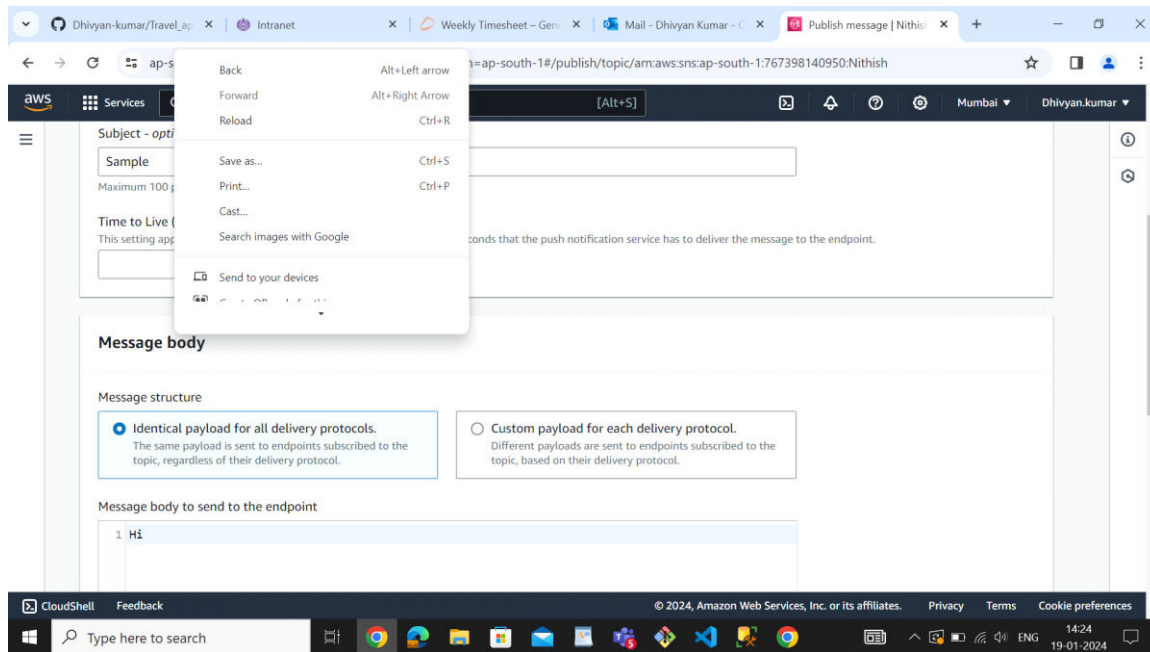 Dhivyan-kumar/Travel_ap
Intranet
Weekly Timesheet – Gen
Mail - Dhivyan Kumar - C
Publish message | Nithish
ap-s
n=ap-south-1#/publish/topic/arn:aws:sns:ap-south-1:767398140950:Nithish
aws
Services
[Alt+S]
Mumbai ▼
Dhivyan.kumar ▼
Back Alt+Left arrow
Forward Alt+Right Arrow
Reload Ctrl+R
Save as... Ctrl+S
Print... Ctrl+P
Cast...
Search images with Google
Send to your devices
Subject - opti
Sample
Maximum 100 p
Time to Live (
This setting app
conds that the push notification service has to deliver the message to the endpoint.
Message body
Message structure
Identical payload for all delivery protocols.
The same payload is sent to endpoints subscribed to the
topic, regardless of their delivery protocol.
Custom payload for each delivery protocol.
Different payloads are sent to endpoints subscribed to the
topic, based on their delivery protocol.
Message body to send to the endpoint
1 Hi
CloudShell Feedback
© 2024, Amazon Web Services, Inc. or its affiliates. Privacy Terms Cookie preferences
Type here to search
ENG
14:24
19-01-2024